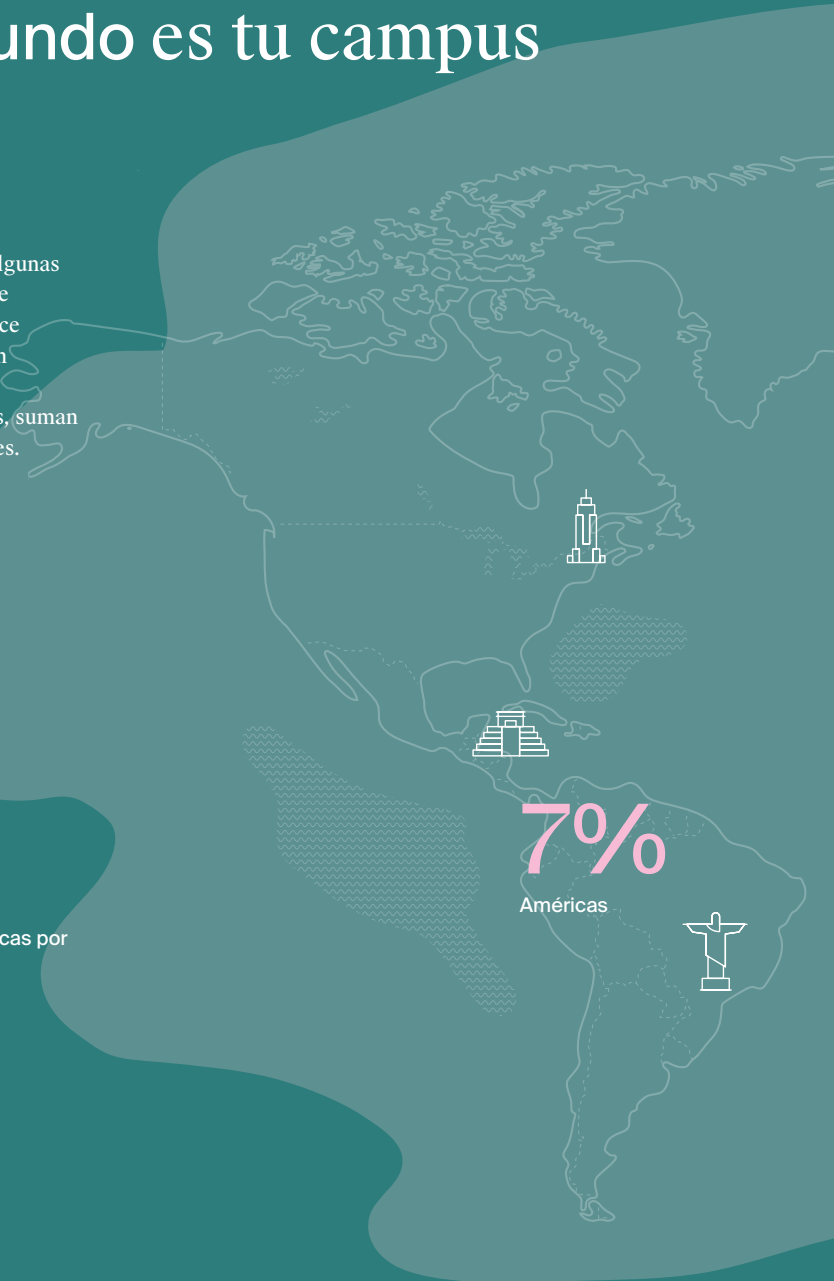 undo es tu campus
lgunas
e
ce
n
s, suman
es.
7%
Américas
cas por